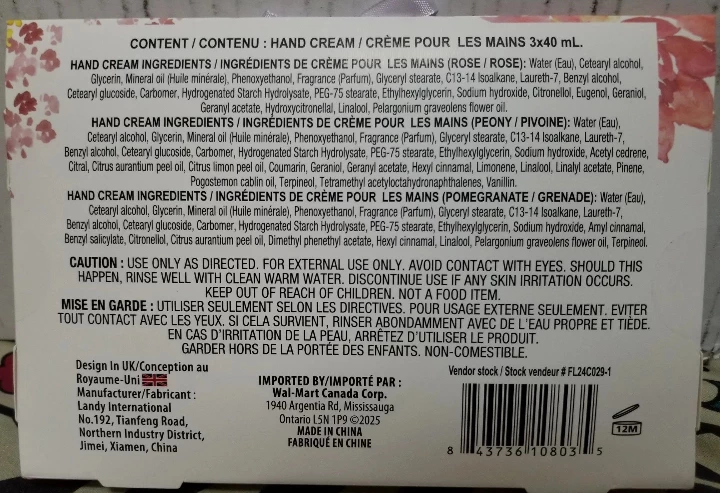 CONTENT / CONTENU : HAND CREAM / CRÈME POUR LES MAINS 3x40 mL.
HAND CREAM INGREDIENTS / INGRÉDIENTS DE CRÈME POUR LES MAINS (ROSE / ROSE): Water (Eau), Cetearyl alcohol,
Glycerin, Mineral oil (Huile minérale), Phenoxyethanol, Fragrance (Parfum), Glyceryl stearate, C13-14 Isoalkane, Laureth-7, Benzyl alcohol,
Cetearyl glucoside, Carbomer, Hydrogenated Starch Hydrolysate, PEG-75 stearate, Ethylhexylglycerin, Sodium hydroxide, Citronellol, Eugenol, Geraniol,
Geranyl acetate, Hydroxycitronellal, Linalool, Pelargonium graveolens flower oil.
HAND CREAM INGREDIENTS / INGRÉDIENTS DE CRÈME POUR LES MAINS (PEONY / PIVOINE): Water (Eau),
Cetearyl alcohol, Glycerin, Mineral oil (Huile minérale), Phenoxyethanol, Fragrance (Parfum), Glyceryl stearate, C13-14 Isoalkane, Laureth-7,
Benzyl alcohol, Cetearyl glucoside, Carbomer, Hydrogenated Starch Hydrolysate, PEG-75 stearate, Ethylhexylglycerin, Sodium hydroxide, Acetyl cedrene,
Citral, Citrus aurantium peel oil, Citrus limon peel oil, Coumarin, Geraniol, Geranyl acetate, Hexyl cinnamal, Limonene, Linalool, Linalyl acetate, Pinene,
Pogostemon cablin oil, Terpineol, Tetramethyl acetyloctahydronaphthalenes, Vanillin.
HAND CREAM INGREDIENTS / INGRÉDIENTS DE CRÈME POUR LES MAINS (POMEGRANATE / GRENADE): Water (Eau),
Cetearyl alcohol, Glycerin, Mineral oil (Huile minérale), Phenoxyethanol, Fragrance (Parfum), Glyceryl stearate, C13-14 Isoalkane, Laureth-7,
Benzyl alcohol, Cetearyl glucoside, Carbomer, Hydrogenated Starch Hydrolysate, PEG-75 stearate, Ethylhexylglycerin, Sodium hydroxide, Amyl cinnamal,
Benzyl salicylate, Citronellol, Citrus aurantium peel oil, Dimethyl phenethyl acetate, Hexyl cinnamal, Linalool, Pelargonium graveolens flower oil, Terpineol.
CAUTION : USE ONLY AS DIRECTED. FOR EXTERNAL USE ONLY. AVOID CONTACT WITH EYES. SHOULD THIS
HAPPEN, RINSE WELL WITH CLEAN WARM WATER. DISCONTINUE USE IF ANY SKIN IRRITATION OCCURS.
KEEP OUT OF REACH OF CHILDREN. NOT A FOOD ITEM.
MISE EN GARDE : UTILISER SEULEMENT SELON LES DIRECTIVES. POUR USAGE EXTERNE SEULEMENT. EVITER
TOUT CONTACT AVEC LES YEUX. SI CELA SURVIENT, RINSER ABONDAMMENT AVEC DE L'EAU PROPRE ET TIÈDE.
EN CAS D'IRRITATION DE LA PEAU, ARRÊTEZ D'UTILISER LE PRODUIT.
GARDER HORS DE LA PORTÉE DES ENFANTS. NON-COMESTIBLE.
Design In UK/Conception au
Royaume-Uni
Manufacturer/Fabricant :
Landy International
No.192, Tianfeng Road,
Northern Industry District,
Jimei, Xiamen, China
IMPORTED BY/IMPORTÉ PAR :
Wal-Mart Canada Corp.
1940 Argentia Rd, Mississauga
Ontario L5N 1P9 ©2025
MADE IN CHINA
FABRIQUÉ EN CHINE
Vendor stock / Stock vendeur # FL24C029-1
8 43736 10803 5
12M